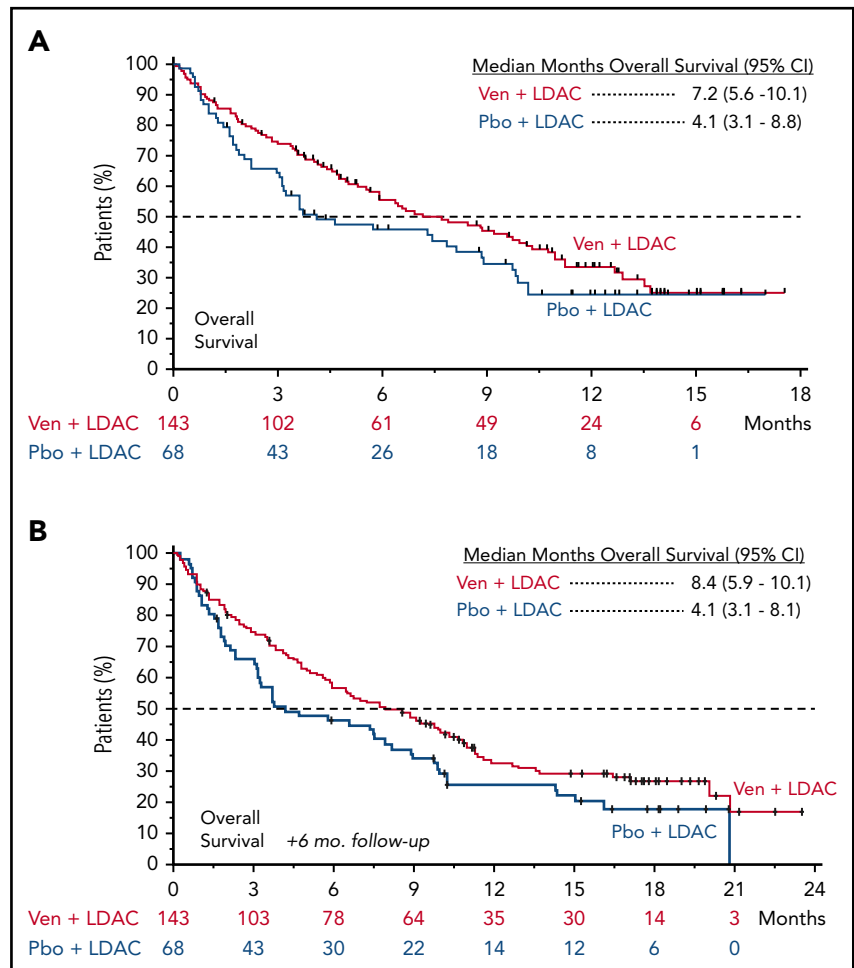 A
Median Months Overall Survival (95% CI)
Ven + LDAC 7.2 (5.6 -10.1)
Pbo + LDAC 4.1 (3.1 - 8.8)
100
90
80
70
60
50
40
30
20
10
0
Patients (%)
Ven + LDAC
Pbo + LDAC
Overall
Survival
0 3 6 9 12 15 18
Ven + LDAC 143 102 61 49 24 6 Months
Pbo + LDAC 68 43 26 18 8 1
B
Median Months Overall Survival (95% CI)
Ven + LDAC 8.4 (5.9 - 10.1)
Pbo + LDAC 4.1 (3.1 - 8.1)
100
90
80
70
60
50
40
30
20
10
0
Patients (%)
Ven + LDAC
Pbo + LDAC
Overall
Survival +6 mo. follow-up
0 3 6 9 12 15 18 21 24
Ven + LDAC 143 103 78 64 35 30 14 3 Months
Pbo + LDAC 68 43 30 22 14 12 6 0